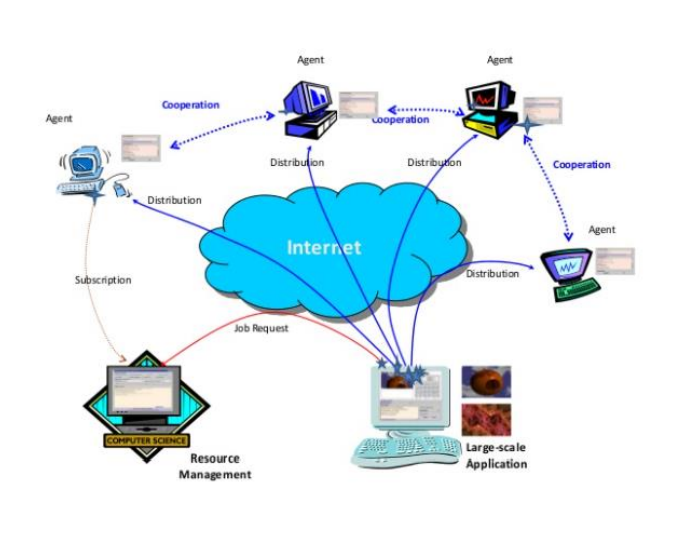 Agent
Agent
Cooperation
Cooperation
Agent
Distribution
Distribution
Cooperation
Distribution
Agent
Internet
Distribution
Subscription
Job Request
COMPUTER SCIENCE
Resource
Management
Large-scale
Application